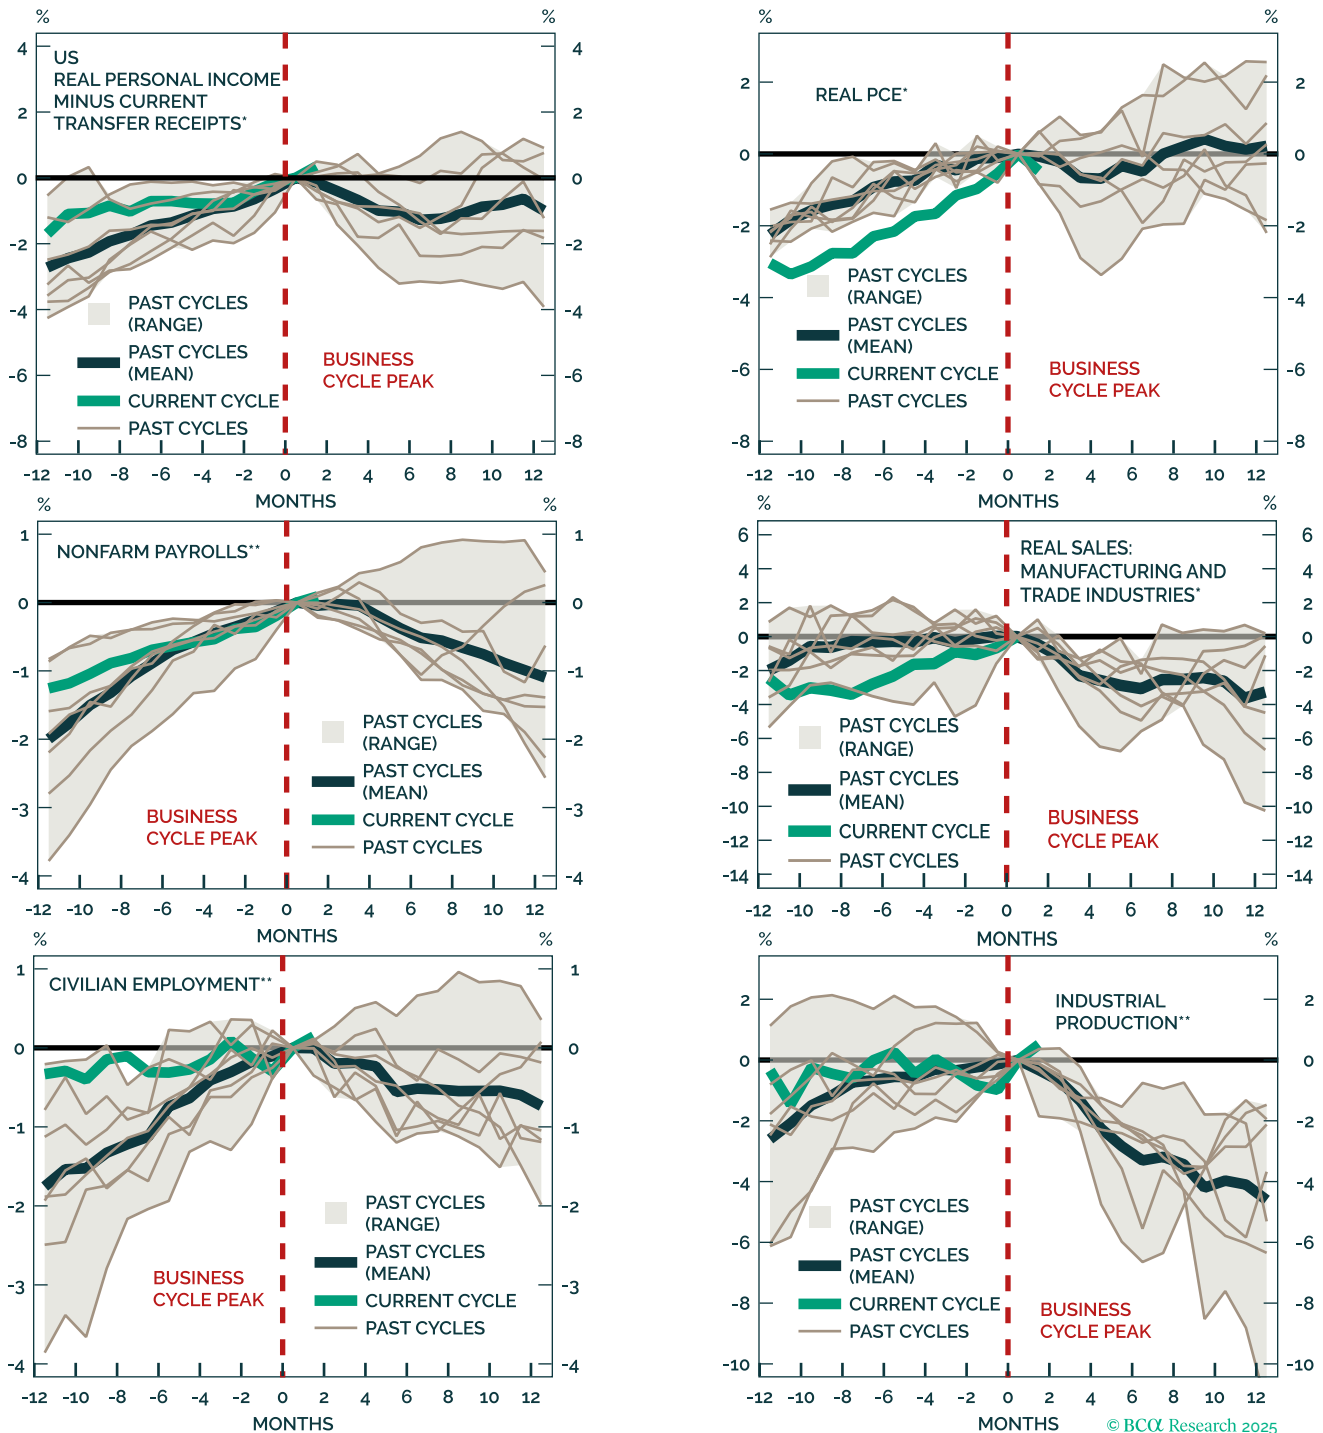 %
%
4
4
US
REAL PERSONAL INCOME
MINUS CURRENT
TRANSFER RECEIPTS*
2
2
0
0
-2
-2
-4
-4
-6
-6
-8
-8
PAST CYCLES
(RANGE)
PAST CYCLES
(MEAN)
CURRENT CYCLE
PAST CYCLES
BUSINESS
CYCLE PEAK
-12 -10 -8 -6 -4 -2 0 2 4 6 8 10 12
MONTHS
%
%
REAL PCE*
2
2
0
0
-2
-2
-4
-4
-6
-6
-8
-8
PAST CYCLES
(RANGE)
PAST CYCLES
(MEAN)
CURRENT CYCLE
PAST CYCLES
BUSINESS
CYCLE PEAK
-12 -10 -8 -6 -4 -2 0 2 4 6 8 10 12
MONTHS
%
%
1
1
NONFARM PAYROLLS**
0
0
-1
-1
-2
-2
-3
-3
-4
-4
PAST CYCLES
(RANGE)
PAST CYCLES
(MEAN)
CURRENT CYCLE
PAST CYCLES
BUSINESS
CYCLE PEAK
-12 -10 -8 -6 -4 -2 0 2 4 6 8 10 12
MONTHS
%
%
REAL SALES:
MANUFACTURING AND
TRADE INDUSTRIES*
6
6
4
4
2
2
0
0
-2
-2
-4
-4
-6
-6
-8
-8
-10
-10
-12
-12
-14
-14
PAST CYCLES
(RANGE)
PAST CYCLES
(MEAN)
CURRENT CYCLE
PAST CYCLES
BUSINESS
CYCLE PEAK
-12 -10 -8 -6 -4 -2 0 2 4 6 8 10 12
MONTHS
%
%
1
1
CIVILIAN EMPLOYMENT**
0
0
-1
-1
-2
-2
-3
-3
-4
-4
PAST CYCLES
(RANGE)
PAST CYCLES
(MEAN)
CURRENT CYCLE
PAST CYCLES
BUSINESS
CYCLE PEAK
-12 -10 -8 -6 -4 -2 0 2 4 6 8 10 12
MONTHS
%
%
INDUSTRIAL
PRODUCTION**
2
2
0
0
-2
-2
-4
-4
-6
-6
-8
-8
-10
-10
PAST CYCLES
(RANGE)
PAST CYCLES
(MEAN)
CURRENT CYCLE
PAST CYCLES
BUSINESS
CYCLE PEAK
-12 -10 -8 -6 -4 -2 0 2 4 6 8 10 12
MONTHS
© BCα Research 2025